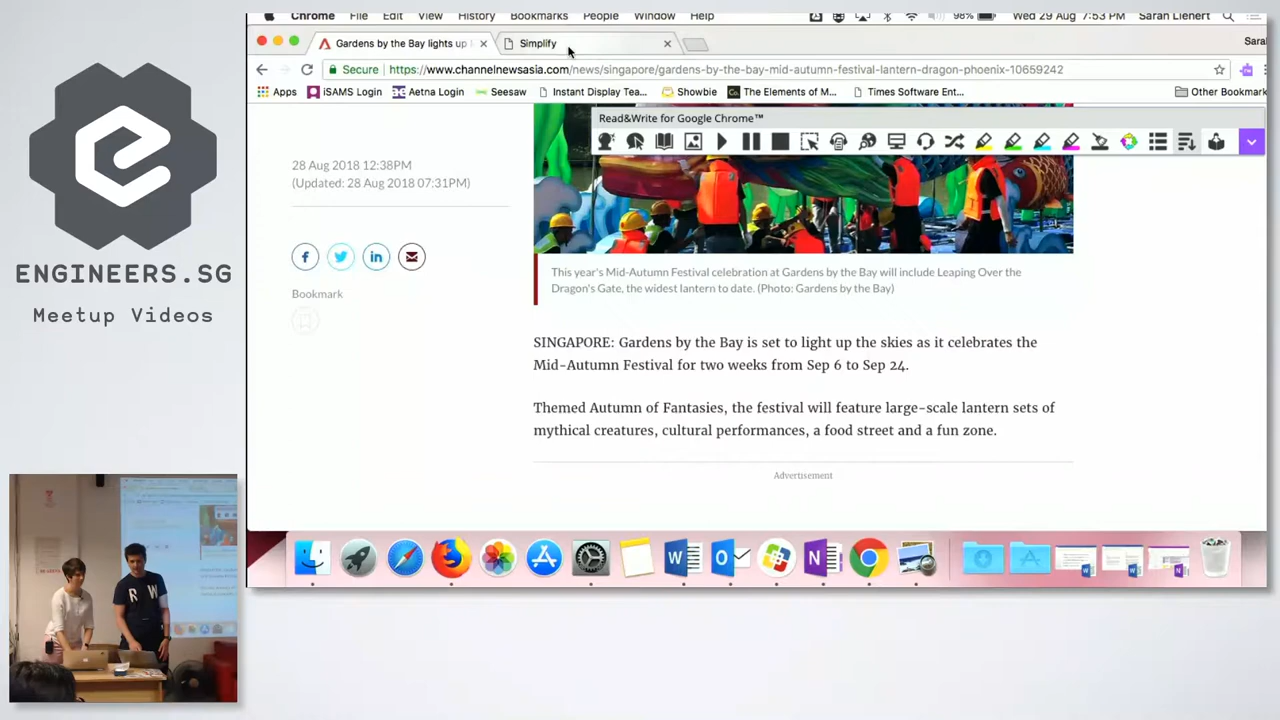 Chrome File Edit View History Bookmarks People Window Help 98% Wed 29 Aug 7:53 PM Sarah Lienert
Gardens by the Bay lights up
Simplify
Sarah
Secure https://www.channelnewsasia.com/news/singapore/gardens-by-the-bay-mid-autumn-festival-lantern-dragon-phoenix-10659242
Apps iSAMS Login Aetna Login Seesaw Instant Display Tea... Showbie The Elements of M... Times Software Ent... Other Bookmark
Read&Write for Google Chrome™
28 Aug 2018 12:38PM
(Updated: 28 Aug 2018 07:31PM)
Bookmark
This year's Mid-Autumn Festival celebration at Gardens by the Bay will include Leaping Over the
Dragon's Gate, the widest lantern to date. (Photo: Gardens by the Bay)
SINGAPORE: Gardens by the Bay is set to light up the skies as it celebrates the
Mid-Autumn Festival for two weeks from Sep 6 to Sep 24.
Themed Autumn of Fantasies, the festival will feature large-scale lantern sets of
mythical creatures, cultural performances, a food street and a fun zone.
Advertisement
ENGINEERS.SG
Meetup Videos
R W